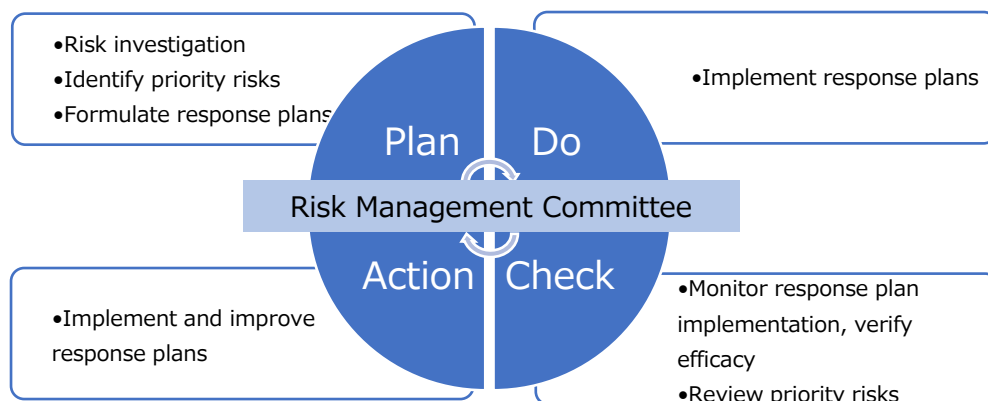 •Risk investigation
•Identify priority risks
•Formulate response plans
•Implement response plans
Plan
Do
Risk Management Committee
Action
Check
•Implement and improve
response plans
•Monitor response plan
implementation, verify
efficacy
•Review priority risks